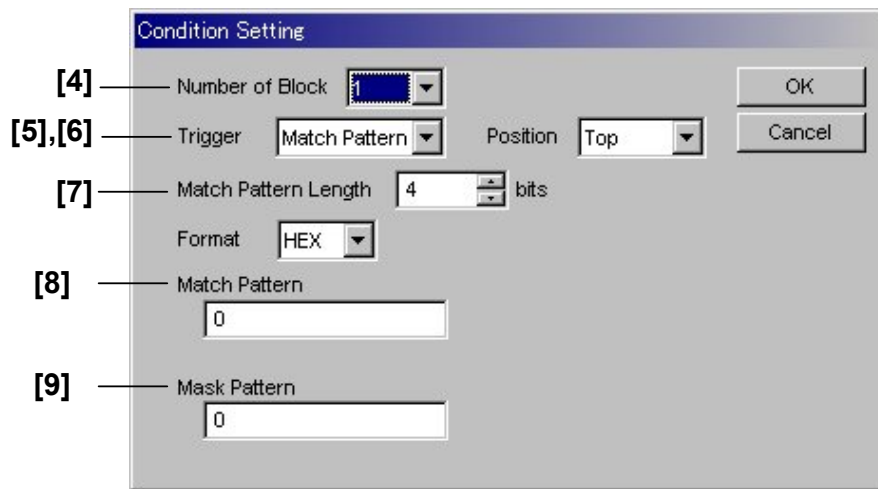 Condition Setting
[4] Number of Block 1 OK
[5],[6] Trigger Match Pattern Position Top Cancel
[7] Match Pattern Length 4 bits
Format HEX
[8] Match Pattern
0
[9] Mask Pattern
0